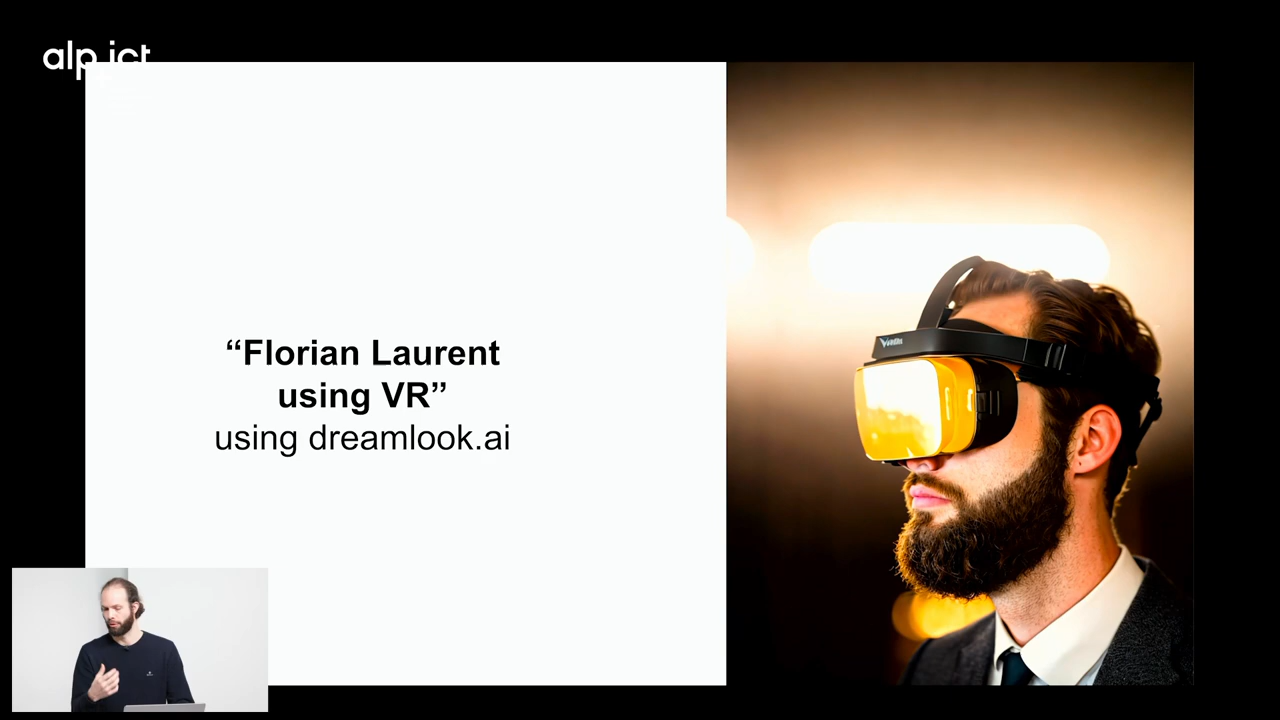 alp ict
“Florian Laurent
using VR”
using dreamlook.ai